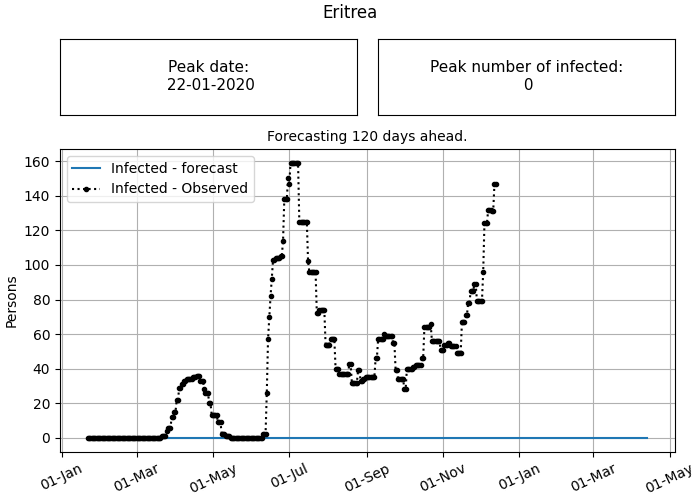 Eritrea
Peak date:
22-01-2020
Peak number of infected:
0
Forecasting 120 days ahead.
Infected - forecast
Infected - Observed
Persons
160
140
120
100
80
60
40
20
0
01-Jan
01-Mar
01-May
01-Jul
01-Sep
01-Nov
01-Jan
01-Mar
01-May